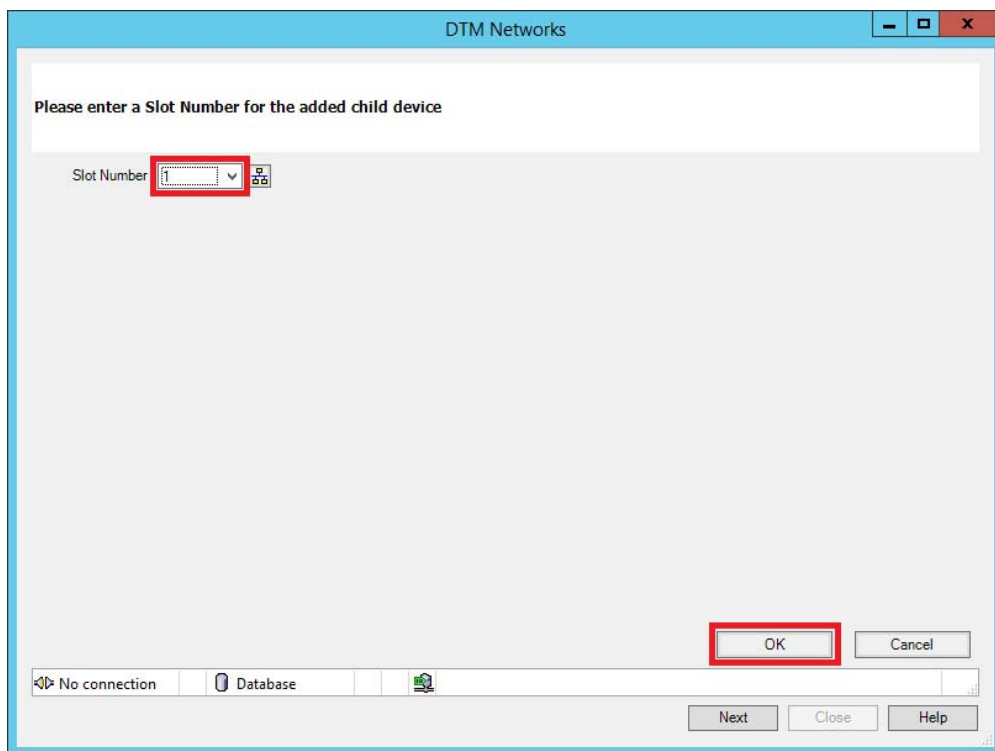 DTM Networks
Please enter a Slot Number for the added child device
Slot Number 1
OK Cancel
No connection Database
Next Close Help